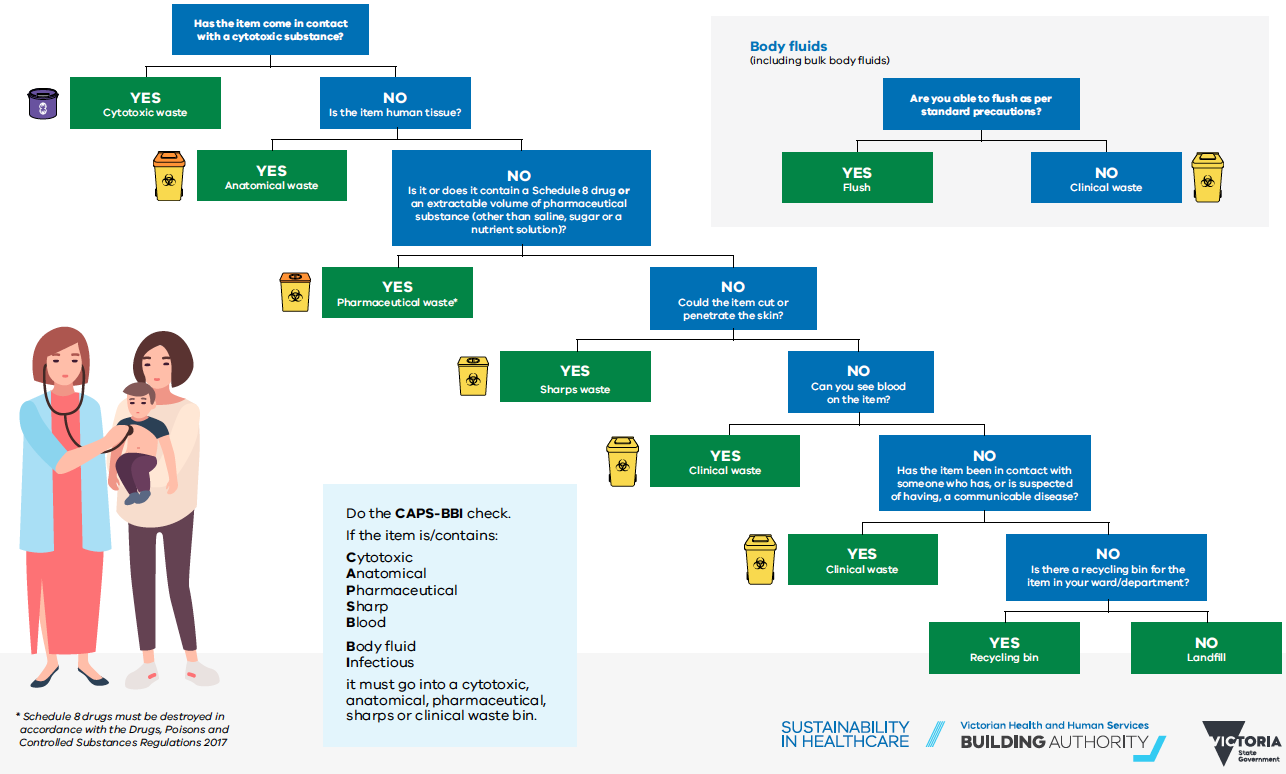 Has the item come in contact
with a cytotoxic substance?
YES
Cytotoxic waste
NO
Is the item human tissue?
YES
Anatomical waste
NO
Is it or does it contain a Schedule 8 drug or
an extractable volume of pharmaceutical
substance (other than saline, sugar or a
nutrient solution)?
YES
Pharmaceutical waste*
NO
Could the item cut or
penetrate the skin?
YES
Sharps waste
NO
Can you see blood
on the item?
YES
Clinical waste
NO
Has the item been in contact with
someone who has, or is suspected
of having, a communicable disease?
YES
Clinical waste
NO
Is there a recycling bin for the
item in your ward/department?
YES
Recycling bin
NO
Landfill
Body fluids
(including bulk body fluids)
Are you able to flush as per
standard precautions?
YES
Flush
NO
Clinical waste
Do the CAPS-BBI check.
If the item is/contains:
Cytotoxic
Anatomical
Pharmaceutical
Sharp
Blood
Body fluid
Infectious
it must go into a cytotoxic,
anatomical, pharmaceutical,
sharps or clinical waste bin.
* Schedule 8 drugs must be destroyed in
accordance with the Drugs, Poisons and
Controlled Substances Regulations 2017
SUSTAINABILITY
IN HEALTHCARE
Victorian Health and Human Services
BUILDING AUTHORITY
VICTORIA
State
Government